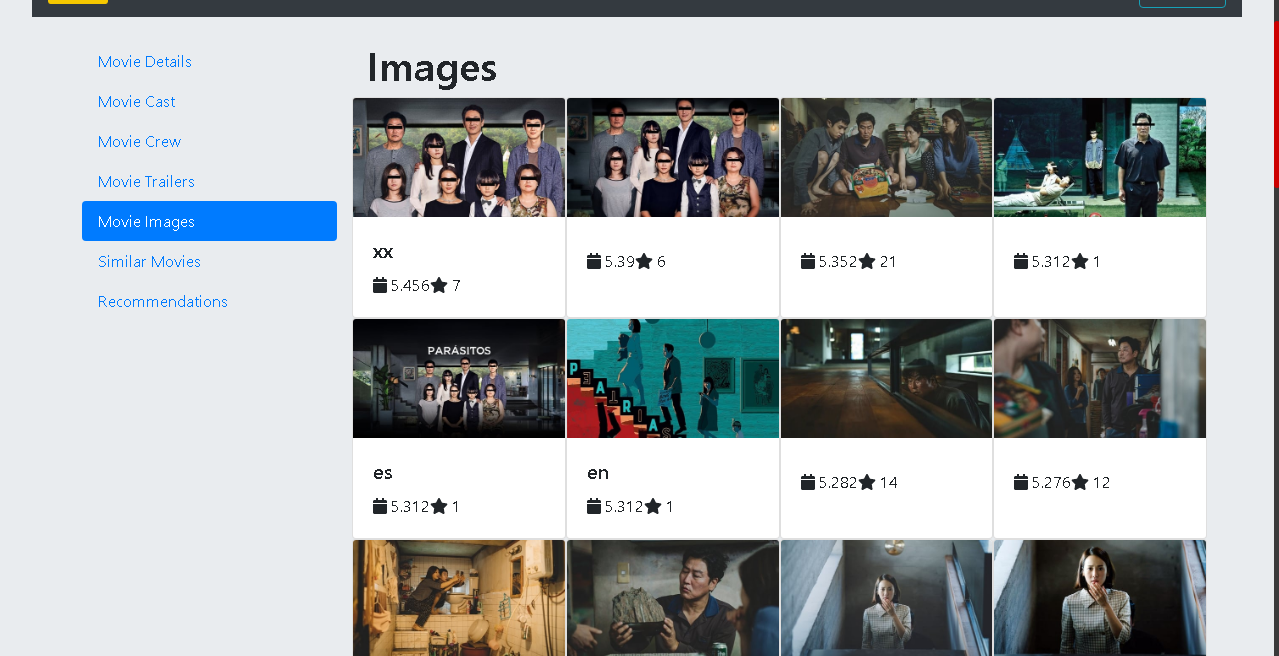 Images
Movie Details
Movie Cast
Movie Crew
Movie Trailers
Movie Images
Similar Movies
Recommendations
xx
5.456 7
5.39 6
5.352 21
5.312 1
PARÁSITOS
es
5.312 1
en
5.312 1
5.282 14
5.276 12